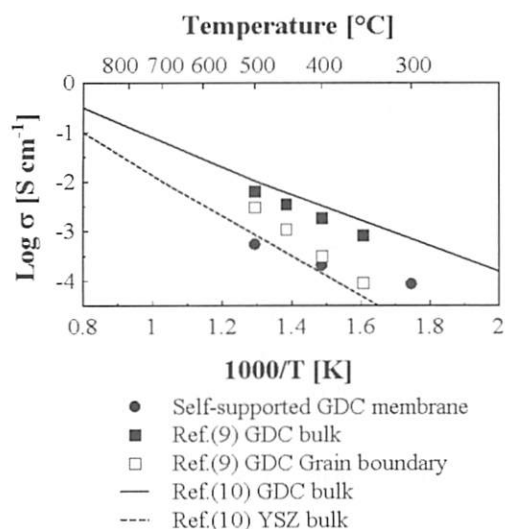 Temperature [°C]
800 700 600 500 400 300
0
-1
-2
-3
-4
Log σ [S cm⁻¹]
0.8 1 1.2 1.4 1.6 1.8 2
1000/T [K]
Self-supported GDC membrane
Ref.(9) GDC bulk
Ref.(9) GDC Grain boundary
Ref.(10) GDC bulk
Ref.(10) YSZ bulk